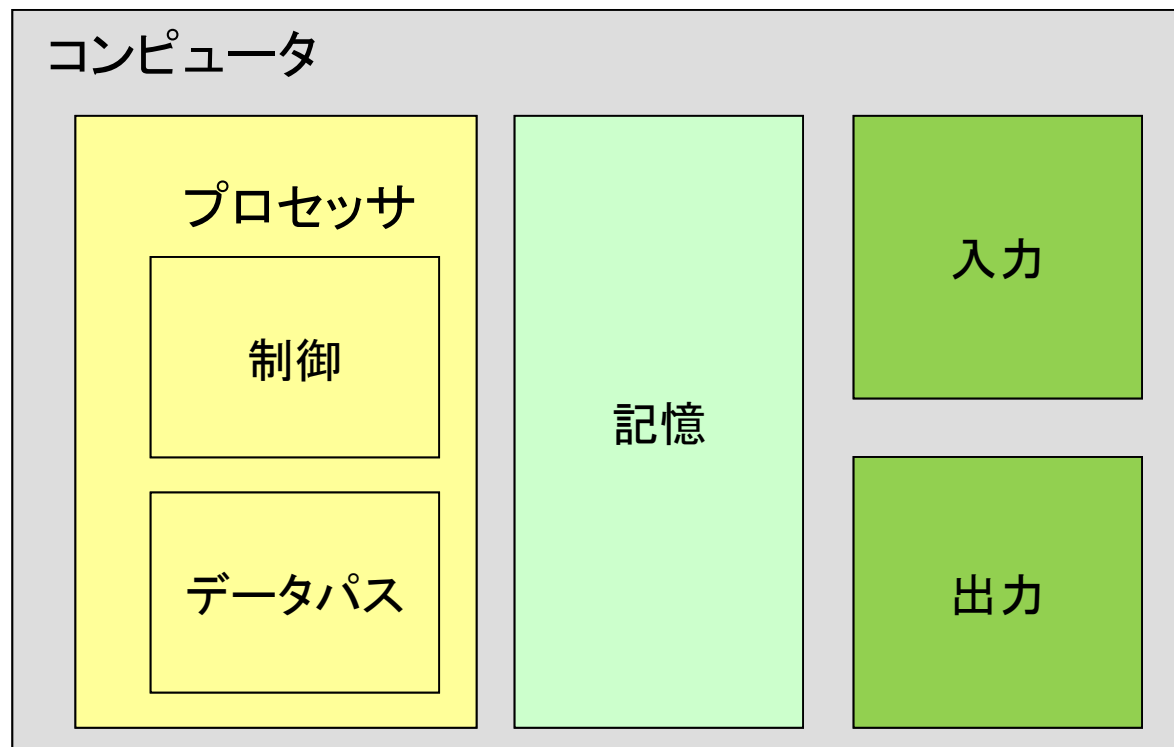 コンピュータ
プロセッサ
制御
データパス
記憶
入力
出力